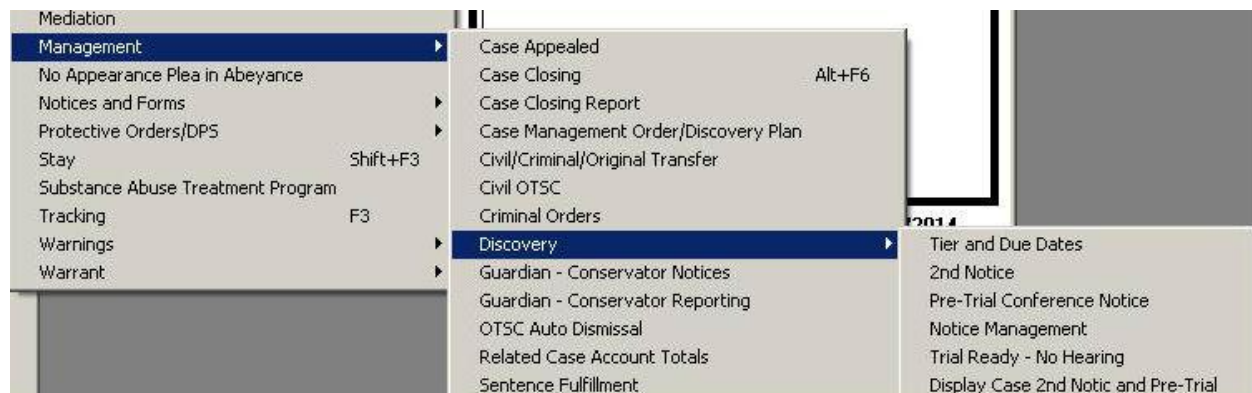 Mediation
Management
No Appearance Plea in Abeyance
Notices and Forms
Protective Orders/DPS
Stay Shift+F3
Substance Abuse Treatment Program
Tracking F3
Warnings
Warrant
Case Appealed
Case Closing Alt+F6
Case Closing Report
Case Management Order/Discovery Plan
Civil/Criminal/Original Transfer
Civil OTSC
Criminal Orders
Discovery
Guardian - Conservator Notices
Guardian - Conservator Reporting
OTSC Auto Dismissal
Related Case Account Totals
Sentence Fulfillment
2014
Tier and Due Dates
2nd Notice
Pre-Trial Conference Notice
Notice Management
Trial Ready - No Hearing
Display Case 2nd Notic and Pre-Trial